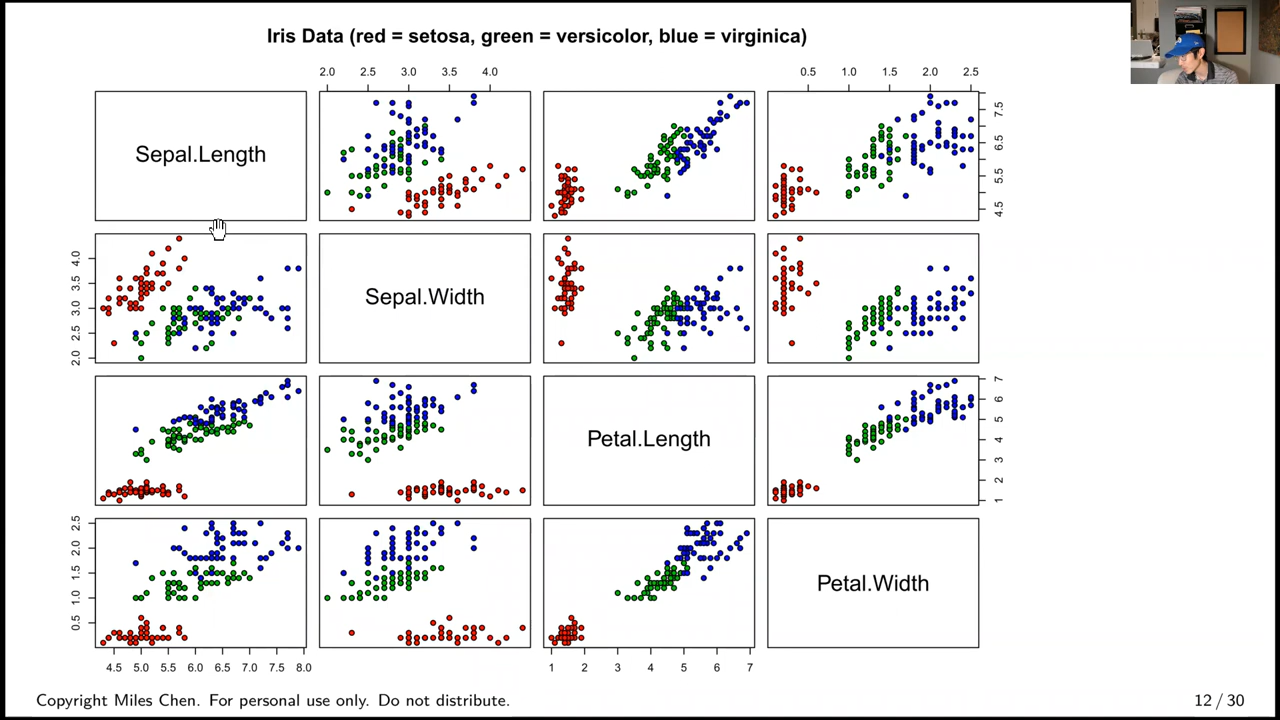 Iris Data (red = setosa, green = versicolor, blue = virginica)
2.0 2.5 3.0 3.5 4.0
0.5 1.0 1.5 2.0 2.5
Sepal.Length
4.5 5.5 6.5 7.5
2.0 2.5 3.0 3.5 4.0
Sepal.Width
Petal.Length
1 2 3 4 5 6 7
0.5 1.0 1.5 2.0 2.5
Petal.Width
4.5 5.0 5.5 6.0 6.5 7.0 7.5 8.0
1 2 3 4 5 6 7
Copyright Miles Chen. For personal use only. Do not distribute.
12 / 30